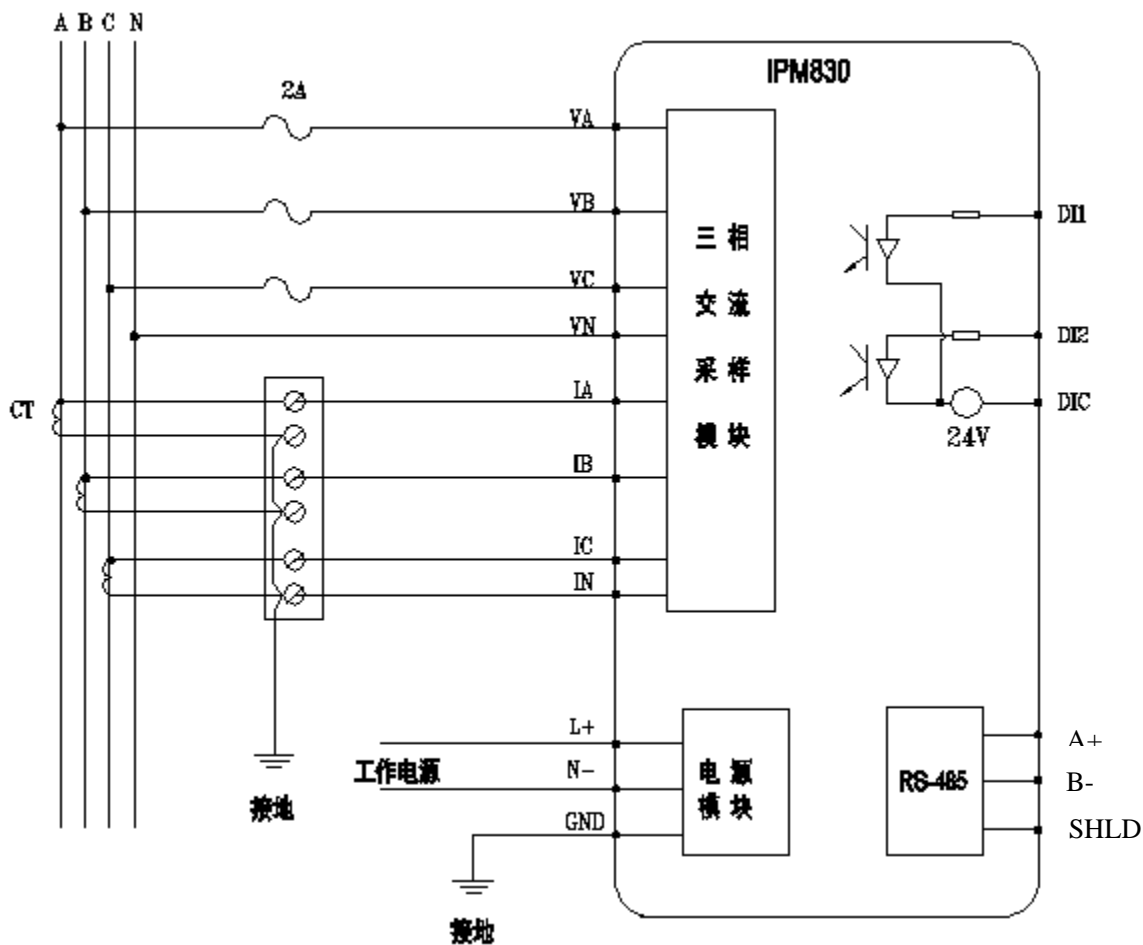 A B C N
IPM830
2A
VA
VB
VC
VN
三相
交流
采样
模块
DI1
DI2
DIC
24V
CT
IA
IB
IC
IN
L+
工作电源
N-
GND
接地
接地
电源
模块
RS-485
A+
B-
SHLD